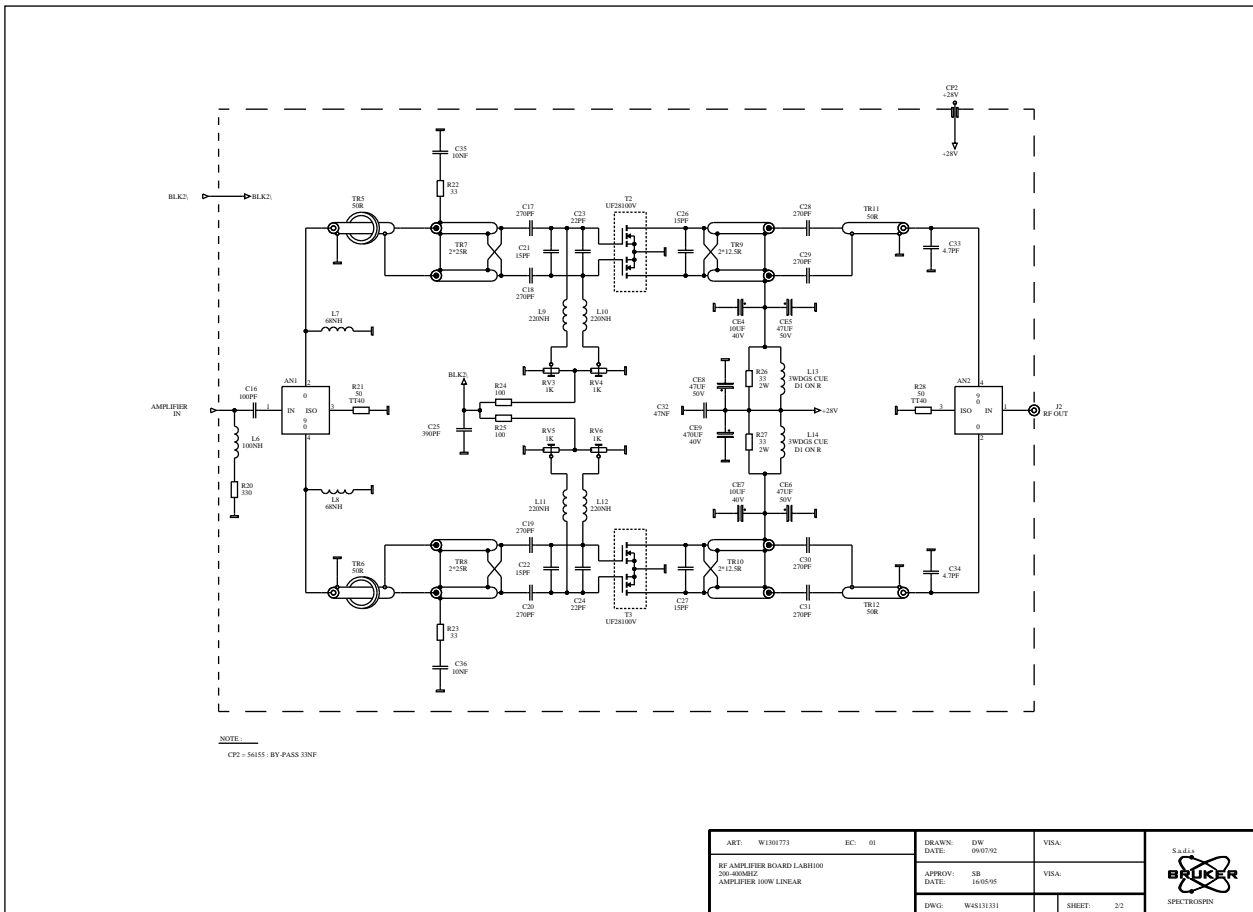 CP2
+28V
+28V
BLK2\
BLK2\
C35
10NF
R22
33
TR5
50R
TR7
2*25R
C17
270PF
C21
15PF
C18
270PF
C23
22PF
T2
UF28100V
C26
15PF
TR9
2*12.5R
C28
270PF
C29
270PF
TR11
50R
C33
4.7PF
L7
68NH
L9
220NH
L10
220NH
CE4
10UF
40V
CE5
47UF
50V
C16
100PF
AN1
2
0
1
IN
ISO
3
9
0
4
R21
50
TT40
AMPLIFIER
IN
L6
100NH
R20
330
BLK2\
RV3
1K
RV4
1K
R24
100
R25
100
C25
390PF
RV5
1K
RV6
1K
CE8
47UF
50V
C32
47NF
CE9
470UF
40V
R26
33
2W
L13
3WDGS CUE
D1 ON R
+28V
R27
33
2W
L14
3WDGS CUE
D1 ON R
R28
50
TT40
AN2
4
9
0
3
ISO
IN
1
0
2
J2
RF OUT
L8
68NH
L11
220NH
L12
220NH
CE7
10UF
40V
CE6
47UF
50V
TR6
50R
TR8
2*25R
C19
270PF
C22
15PF
C20
270PF
C24
22PF
T3
UF28100V
C27
15PF
TR10
2*12.5R
C30
270PF
C31
270PF
TR12
50R
C34
4.7PF
R23
33
C36
10NF
NOTE :
CP2 = 56155 : BY-PASS 33NF
ART: W1301773 EC: 01
RF AMPLIFIER BOARD LABH100
200-400MHZ
AMPLIFIER 100W LINEAR
DRAWN: DW
DATE: 09/07/92
VISA:
APPROV: SB
DATE: 16/05/95
VISA:
DWG: W4S131331
SHEET: 2/2
S.a.d.i.s
BRUKER
SPECTROSPIN